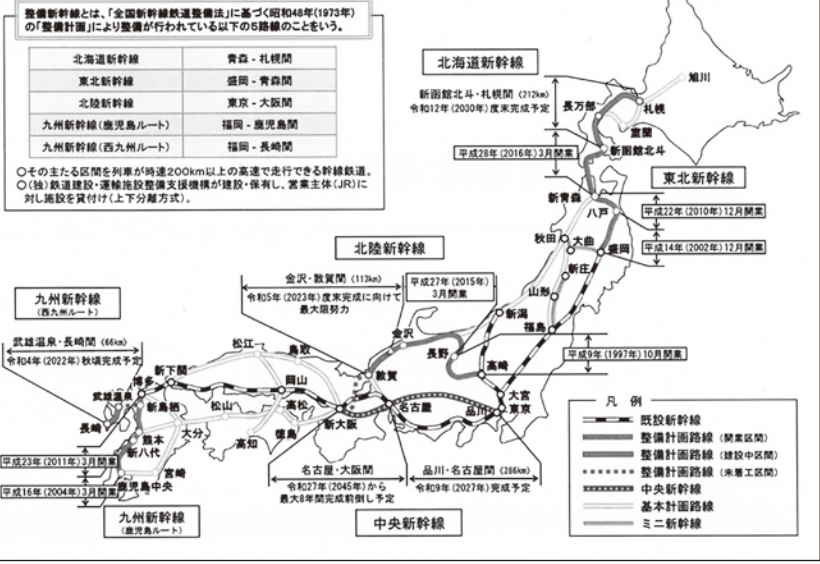 整備新幹線とは、「全国新幹線鉄道整備法」に基づく昭和48年(1973年)
の「整備計画」により整備が行われている以下の5路線のことをいう。
北海道新幹線 青森 - 札幌間
東北新幹線 盛岡 - 青森間
北陸新幹線 東京 - 大阪間
九州新幹線(鹿児島ルート) 福岡 - 鹿児島間
九州新幹線(西九州ルート) 福岡 - 長崎間
○その主たる区間を列車が時速200km以上の高速で走行できる幹線鉄道。
○(独)鉄道建設・運輸施設整備支援機構が建設・保有し、営業主体(JR)に
対し施設を貸付け(上下分離方式)。
北海道新幹線
新函館北斗・札幌間 〈212km〉
令和12年(2030年)度末完成予定
平成28年(2016年)3月開業
旭川
長万部
札幌
室蘭
新函館北斗
東北新幹線
新青森
八戸
平成22年(2010年)12月開業
平成14年(2002年)12月開業
秋田
大曲
盛岡
新庄
山形
福島
新潟
北陸新幹線
金沢・敦賀間 〈113km〉
令和5年(2023年)度末完成に向けて
最大限努力
平成27年(2015年)
3月開業
金沢
長野
高崎
平成9年(1997年)10月開業
敦賀
大宮
東京
品川
名古屋
新大阪
九州新幹線
(西九州ルート)
武雄温泉・長崎間 〈66km〉
令和4年(2022年)秋頃完成予定
松江
鳥取
新下関
岡山
博多
武雄温泉
新鳥栖
松山
高松
長崎
熊本
大分
高知
徳島
新八代
平成23年(2011年)3月開業
宮崎
平成16年(2004年)3月開業
鹿児島中央
九州新幹線
(鹿児島ルート)
名古屋・大阪間
令和27年(2045年)から
最大8年間完成前倒し予定
品川・名古屋間 〈286km〉
令和9年(2027年)完成予定
中央新幹線
凡 例
既設新幹線
整備計画路線 (開業区間)
整備計画路線 (建設中区間)
整備計画路線 (未着工区間)
中央新幹線
基本計画路線
ミニ新幹線